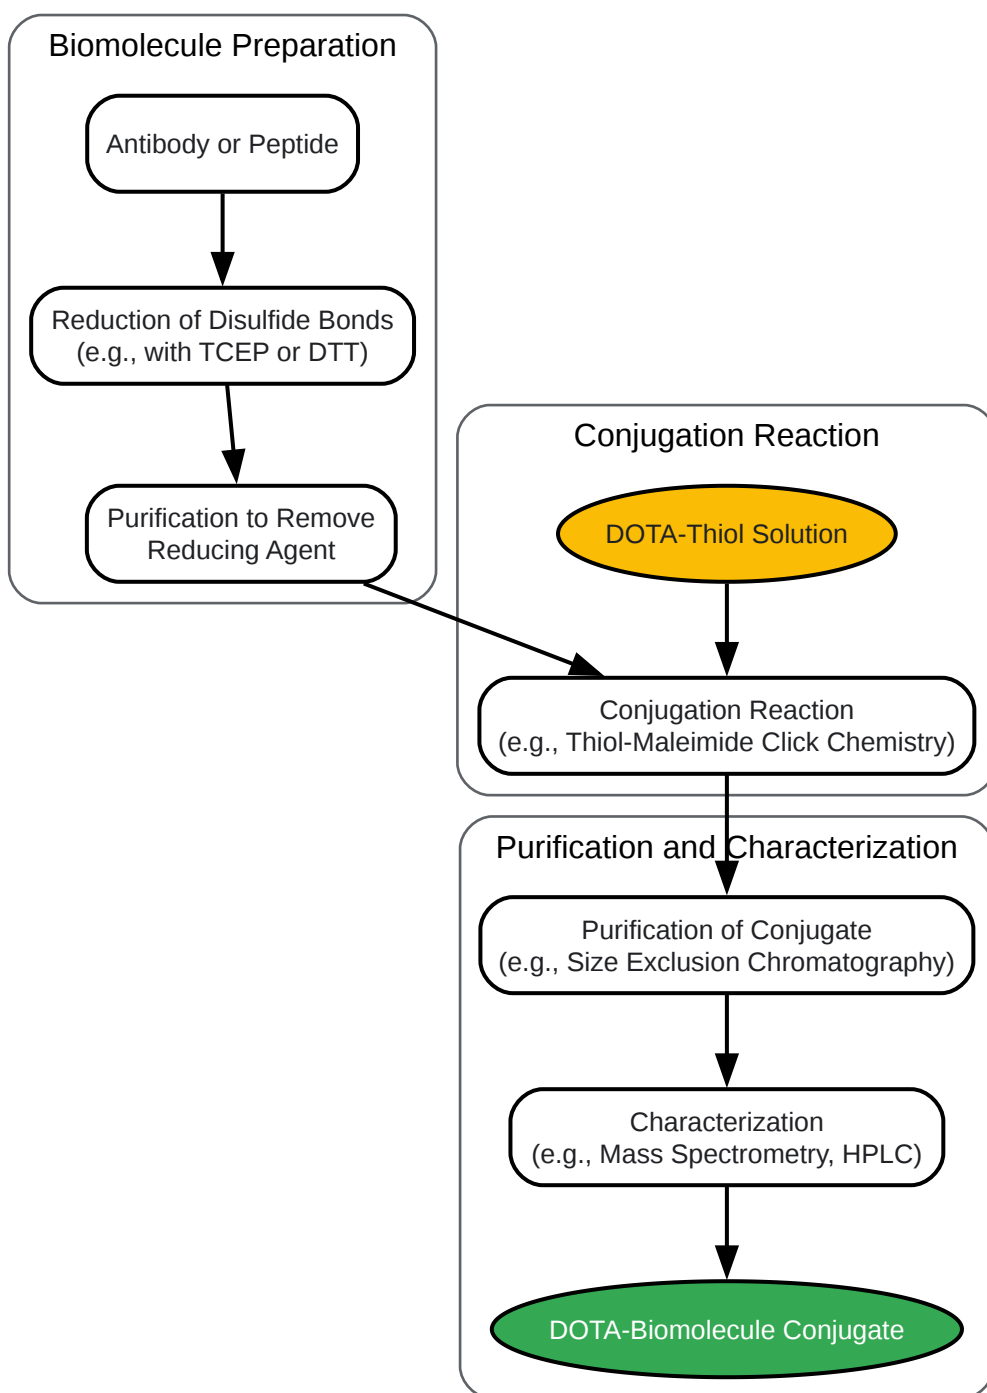 Biomolecule Preparation
Antibody or Peptide
Reduction of Disulfide Bonds
(e.g., with TCEP or DTT)
Purification to Remove
Reducing Agent
Conjugation Reaction
DOTA-Thiol Solution
Conjugation Reaction
(e.g., Thiol-Maleimide Click Chemistry)
Purification and Characterization
Purification of Conjugate
(e.g., Size Exclusion Chromatography)
Characterization
(e.g., Mass Spectrometry, HPLC)
DOTA-Biomolecule Conjugate